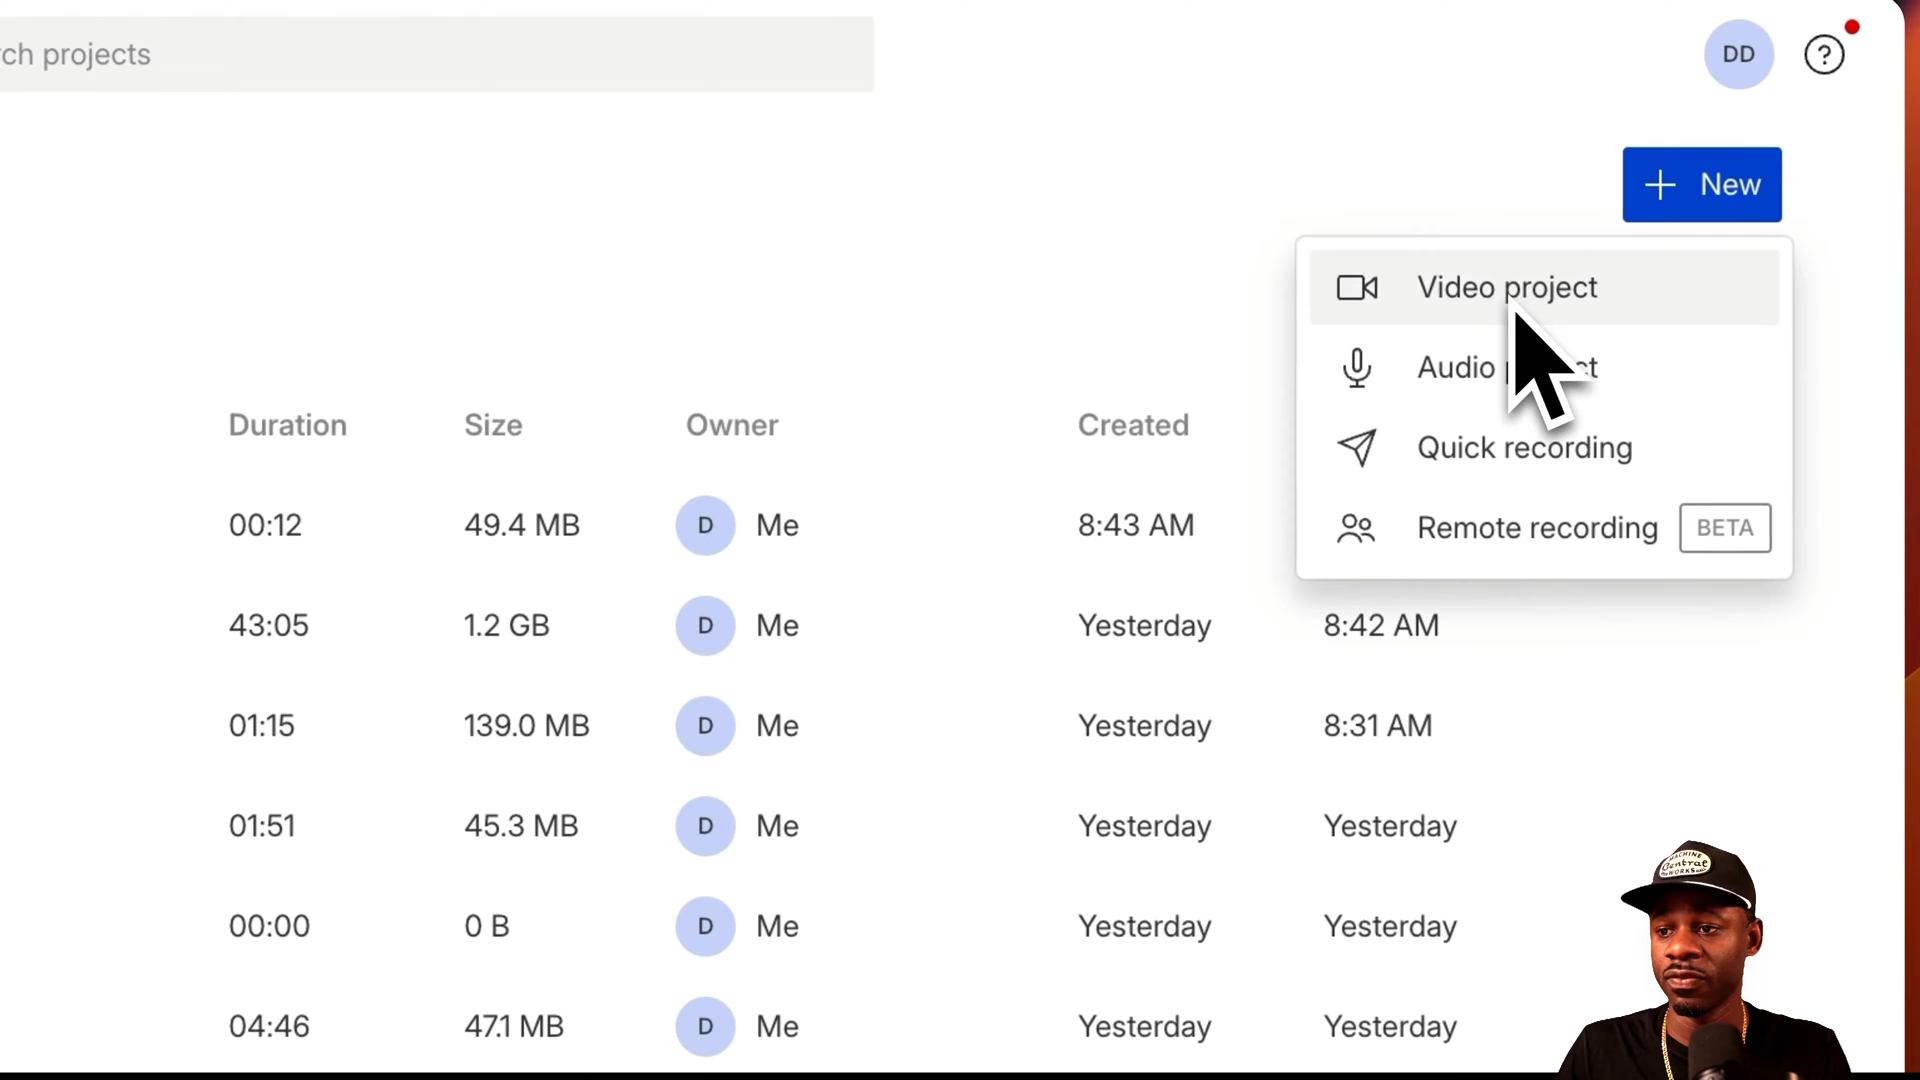 ch projects
DD
?
+ New
Video project
Audio
Quick recording
Remote recording BETA
Duration Size Owner Created
00:12 49.4 MB D Me 8:43 AM
43:05 1.2 GB D Me Yesterday 8:42 AM
01:15 139.0 MB D Me Yesterday 8:31 AM
01:51 45.3 MB D Me Yesterday Yesterday
00:00 0 B D Me Yesterday Yesterday
04:46 47.1 MB D Me Yesterday Yesterday
MACHINE
Central
WORKS